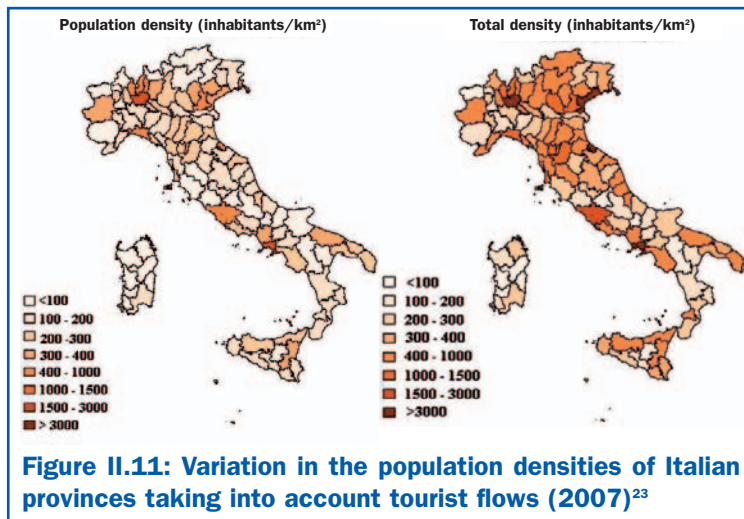 Population density (inhabitants/km²)
Total density (inhabitants/km²)
<100
100 - 200
200 -300
300 - 400
400 - 1000
1000 - 1500
1500 - 3000
> 3000
<100
100 - 200
200 - 300
300 - 400
400 - 1000
1000 - 1500
1500 - 3000
>3000
Figure II.11: Variation in the population densities of Italian
provinces taking into account tourist flows (2007)²³